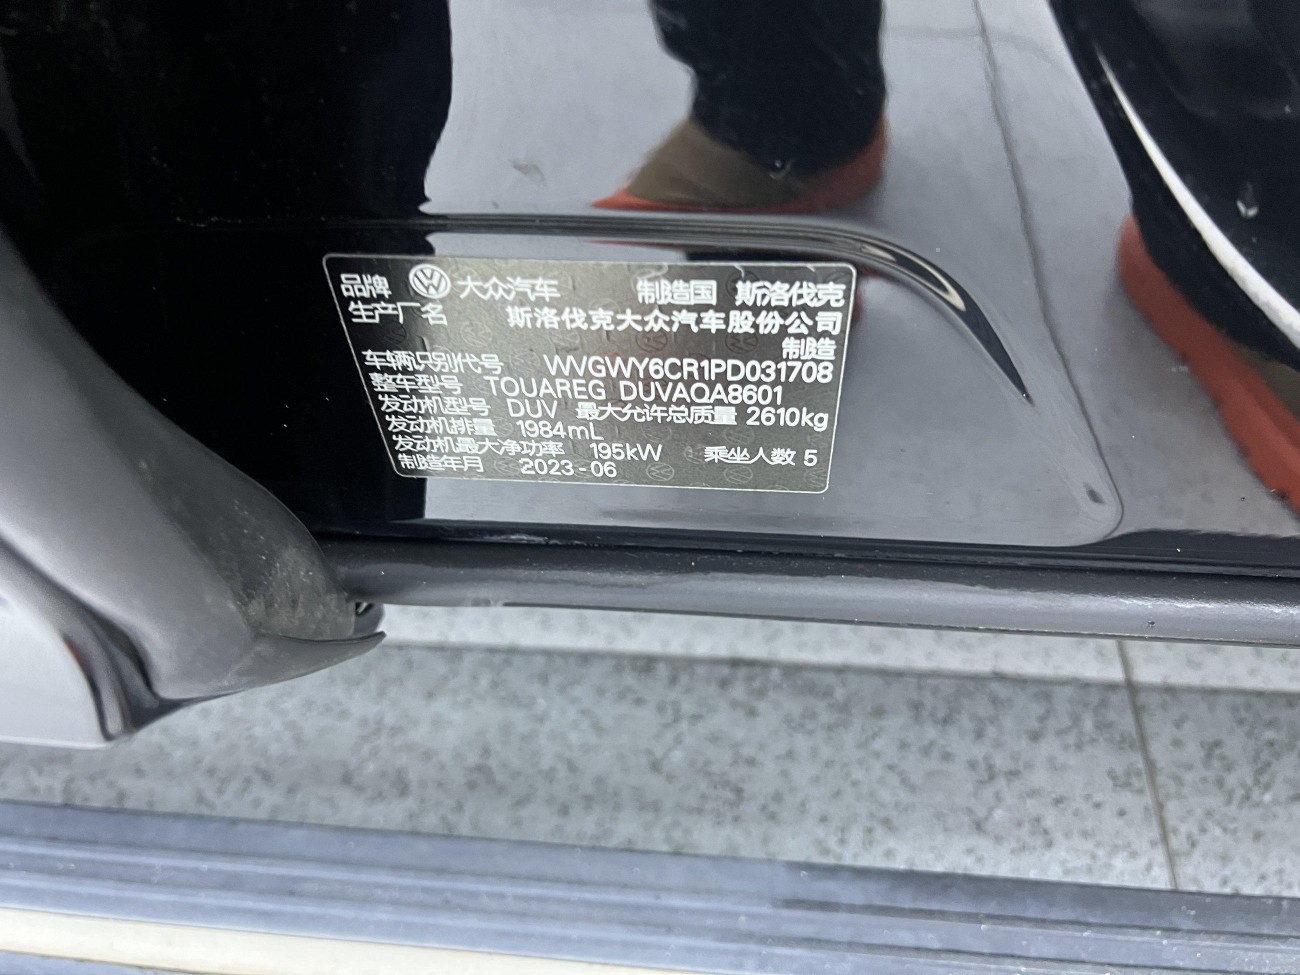 品牌 大众汽车 制造国 斯洛伐克
生产厂名 斯洛伐克大众汽车股份公司
制造
车辆识别代号 WVGWY6CR1PD031708
整车型号 TOUAREG DUVAQA8601
发动机型号 DUV 最大允许总质量 2610kg
发动机排量 1984mL
发动机最大净功率 195kW 乘坐人数 5
制造年月 2023-06